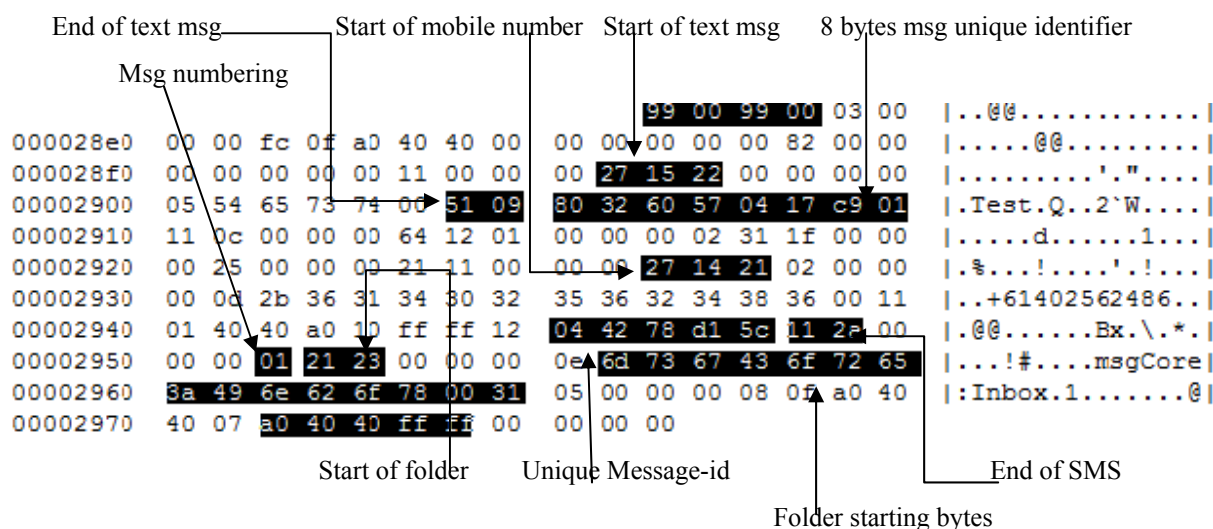 End of text msg Start of mobile number Start of text msg 8 bytes msg unique identifier
Msg numbering
99 00 99 00 03 00 |..@@............|
000028e0 00 00 fc 0f a0 40 40 00 00 00 00 00 00 82 00 00 |.....@@.........|
000028f0 00 00 00 00 00 11 00 00 00 27 15 22 00 00 00 00 |.........'."....|
00002900 05 54 65 73 74 00 51 09 80 32 60 57 04 17 c9 01 |.Test.Q..2`W....|
00002910 11 0c 00 00 00 64 12 01 00 00 00 02 31 1f 00 00 |.....d......1...|
00002920 00 25 00 00 00 21 11 00 00 00 27 14 21 02 00 00 |.%...!....'.!...|
00002930 00 0d 2b 36 31 34 30 32 35 36 32 34 38 36 00 11 |..+61402562486..|
00002940 01 40 40 a0 10 ff ff 12 04 42 78 d1 5c 11 2a 00 |.@@......Bx.\.*.|
00002950 00 00 01 21 23 00 00 00 00 0e 6d 73 67 43 6f 72 65 |...!#....msgCore|
00002960 3a 49 6e 62 6f 78 00 31 05 00 00 00 08 0f a0 40 |:Inbox.1.......@|
00002970 40 07 a0 40 40 ff ff 00 00 00 00
Start of folder Unique Message-id End of SMS
Folder starting bytes